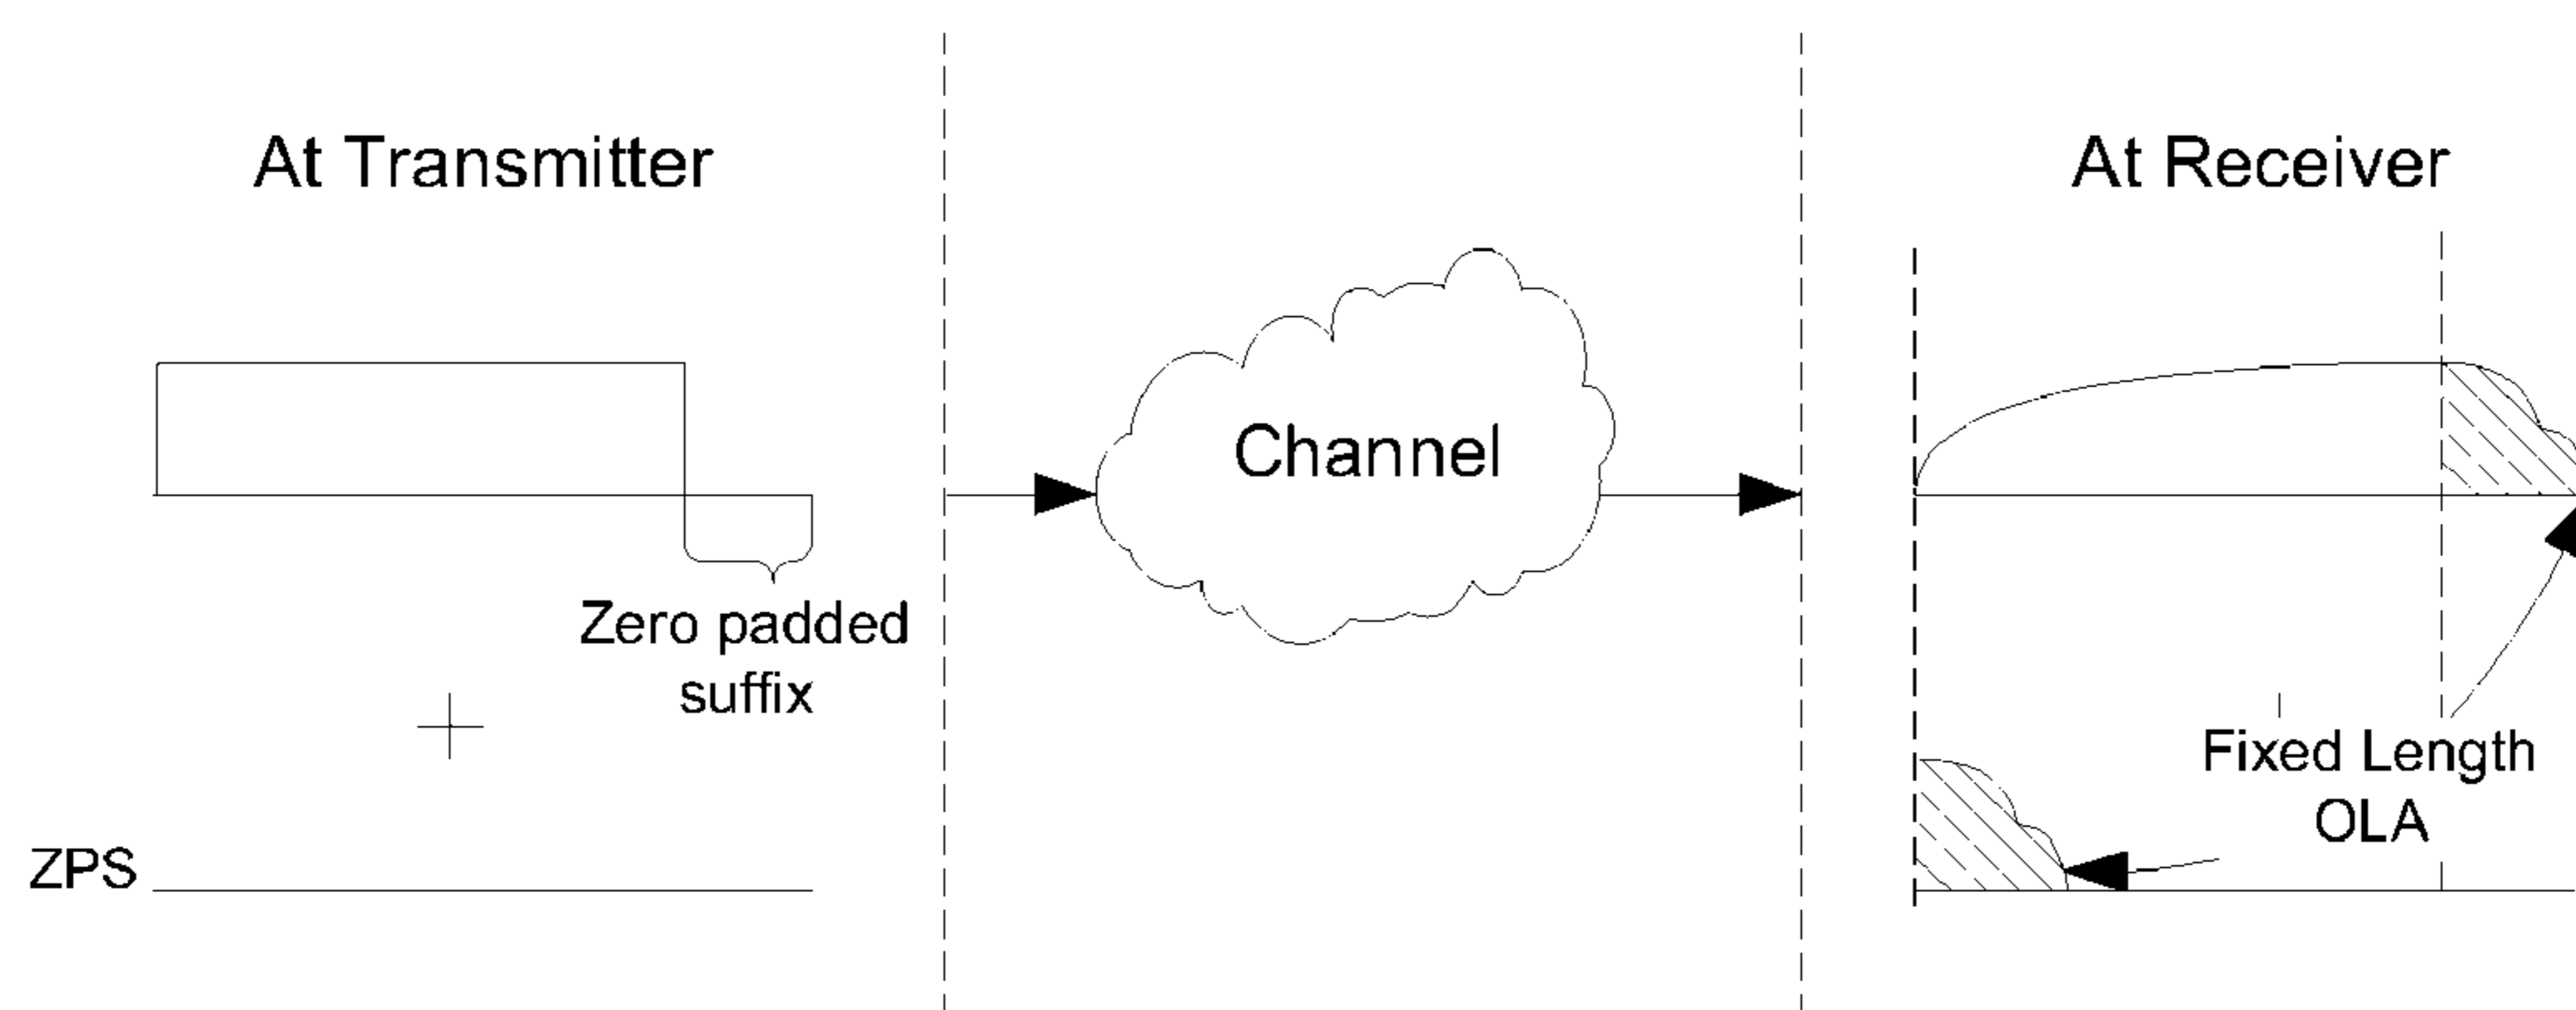 At Transmitter
At Receiver
Channel
Zero padded
suffix
Fixed Length
OLA
ZPS